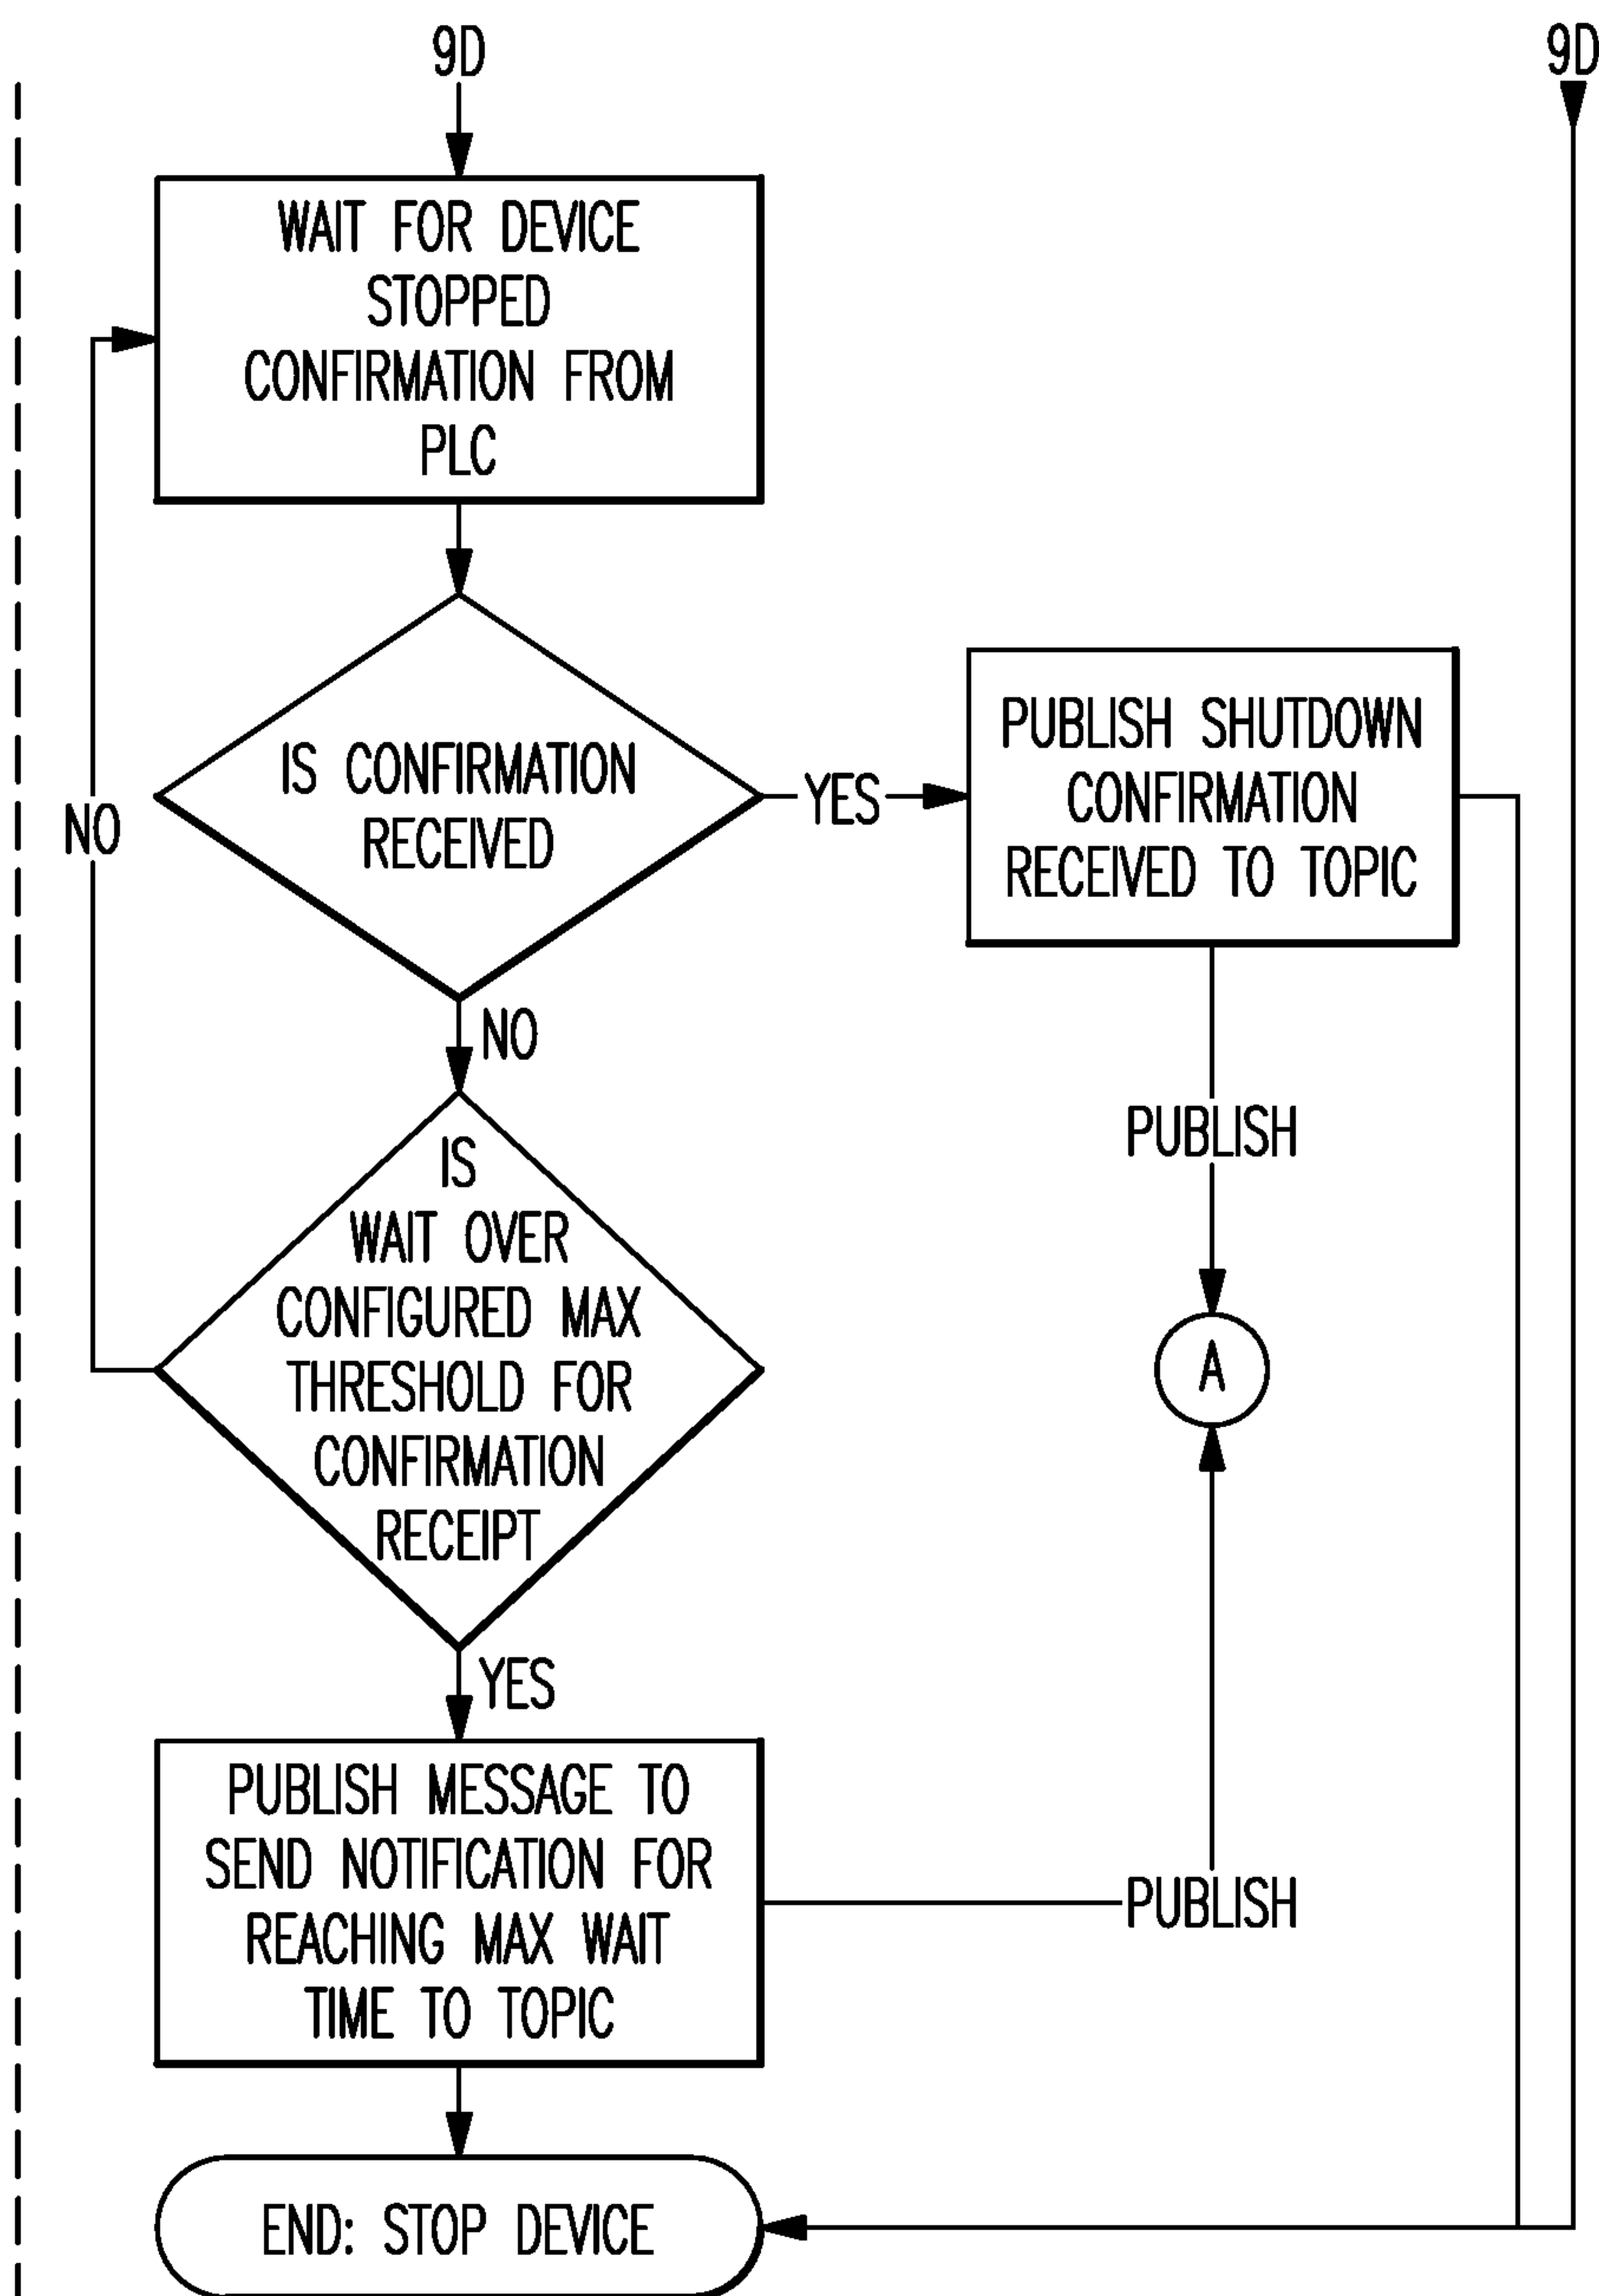 9D
9D
WAIT FOR DEVICE
STOPPED
CONFIRMATION FROM
PLC
IS CONFIRMATION
RECEIVED
YES
PUBLISH SHUTDOWN
CONFIRMATION
RECEIVED TO TOPIC
NO
NO
IS
WAIT OVER
CONFIGURED MAX
THRESHOLD FOR
CONFIRMATION
RECEIPT
PUBLISH
A
YES
PUBLISH MESSAGE TO
SEND NOTIFICATION FOR
REACHING MAX WAIT
TIME TO TOPIC
PUBLISH
END: STOP DEVICE